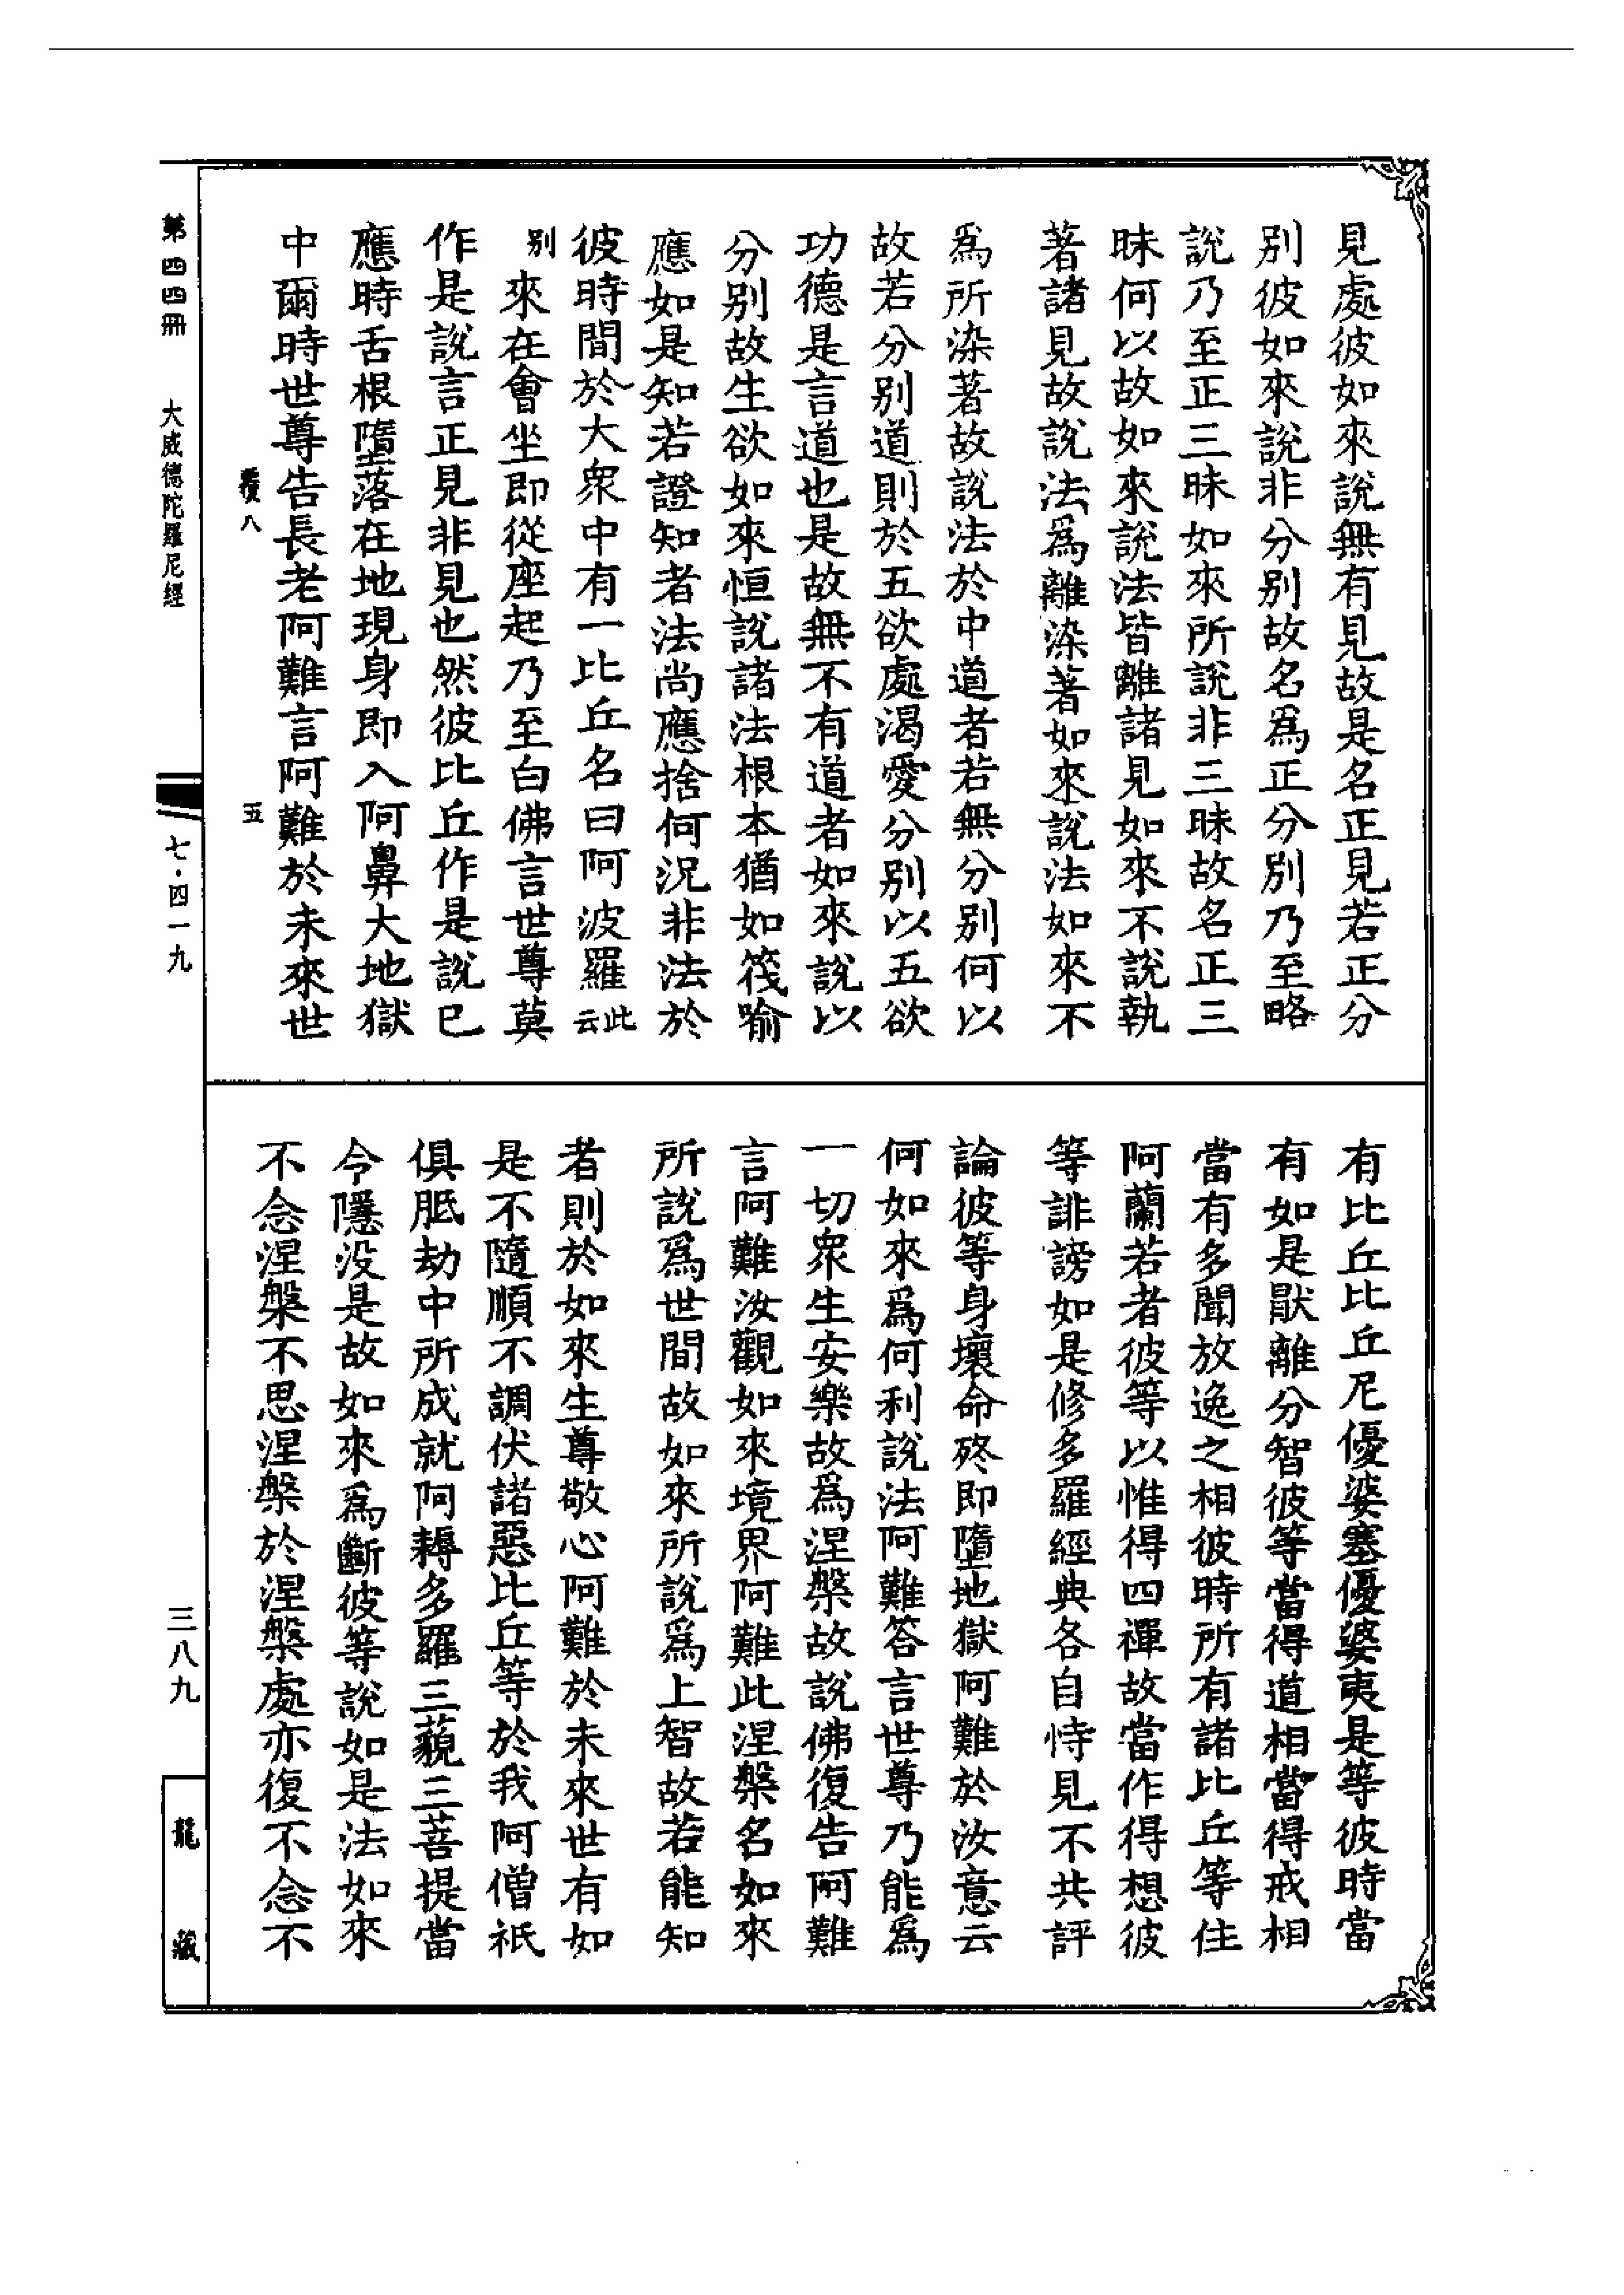 見處彼如來說無有見故是名正見若正分
別彼如來說非分別故名爲正分別乃至略
說乃至正三昧如來所說非三昧故名正三
昧何以故如來說法皆離諸見如來不說執
著諸見故說法爲離染著如來說法如來不
爲所染著故說法於中道者若無分別何以
故若分別道則於五欲處渴愛分別以五欲
功德是言道也是故無不有道者如來說以
分別故生欲如來恒說諸法根本猶如筏喻
應如是知若證知者法尚應捨何況非法於
彼時間於大衆中有一比丘名曰阿波羅此云
別來在會坐即從座起乃至白佛言世尊莫
作是說言正見非見也然彼比丘作是說已
應時舌根墮落在地現身即入阿鼻大地獄
中爾時世尊告長老阿難言阿難於未來世
八 五
有比丘比丘尼優婆塞優婆夷是等彼時當
有如是猒離分智彼等當得道相當得戒相
當有多聞放逸之相彼時所有諸比丘等住
阿蘭若者彼等以惟得四禪故當作得想彼
等誹謗如是修多羅經典各自恃見不共評
論彼等身壞命終即墮地獄阿難於汝意云
何如來爲何利說法阿難答言世尊乃能爲
一切衆生安樂故爲涅槃故說佛復告阿難
言阿難汝觀如來境界阿難此涅槃名如來
所說爲世間故如來所說爲上智故若能知
者則於如來生尊敬心阿難於未來世有如
是不隨順不調伏諸惡比丘等於我阿僧祇
俱胝劫中所成就阿耨多羅三藐三菩提當
令隱没是故如來爲斷彼等說如是法如來
不念涅槃不思涅槃於涅槃處亦復不念不
第四四冊 大威德陀羅尼經 七·四一九 三八九 龍藏